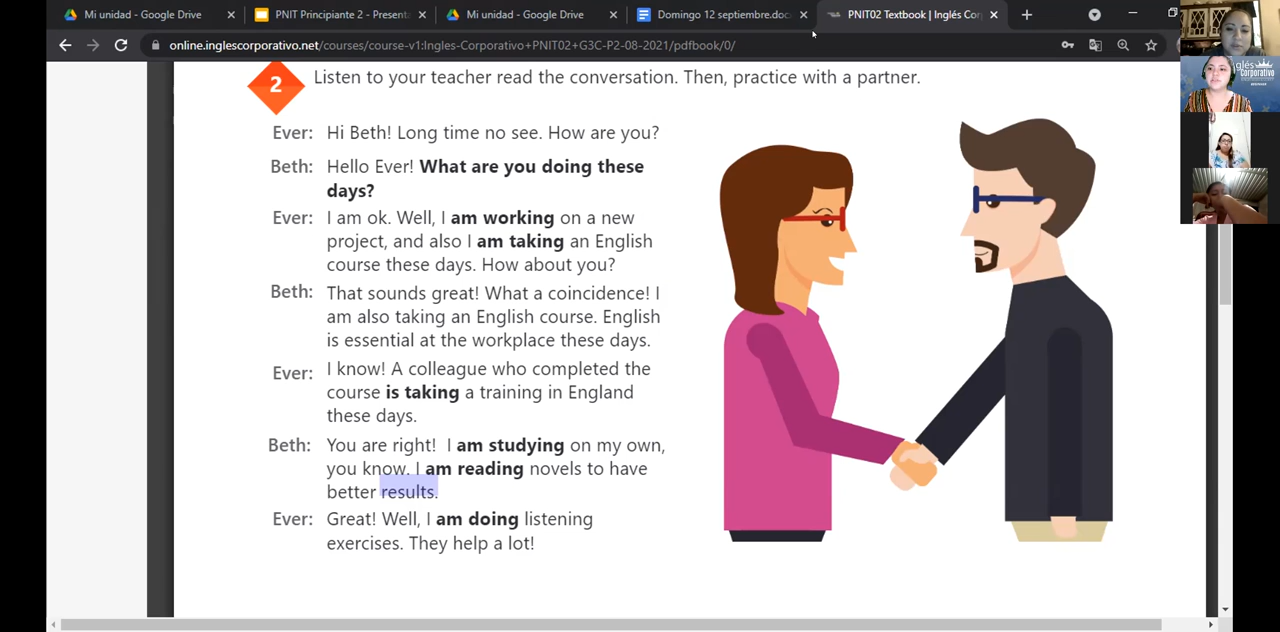 Mi unidad - Google Drive
PNIT Principiante 2 - Present
Mi unidad - Google Drive
Domingo 12 septiembre.doc
PNIT02 Textbook | Inglés Cor
online.inglescorporativo.net/courses/course-v1:Ingles-Corporativo+PNIT02+G3C-P2-08-2021/pdfbook/0/
2 Listen to your teacher read the conversation. Then, practice with a partner.
Ever: Hi Beth! Long time no see. How are you?
Beth: Hello Ever! What are you doing these
days?
Ever: I am ok. Well, I am working on a new
project, and also I am taking an English
course these days. How about you?
Beth: That sounds great! What a coincidence! I
am also taking an English course. English
is essential at the workplace these days.
Ever: I know! A colleague who completed the
course is taking a training in England
these days.
Beth: You are right! I am studying on my own,
you know. I am reading novels to have
better results.
Ever: Great! Well, I am doing listening
exercises. They help a lot!
glés
Corporativo